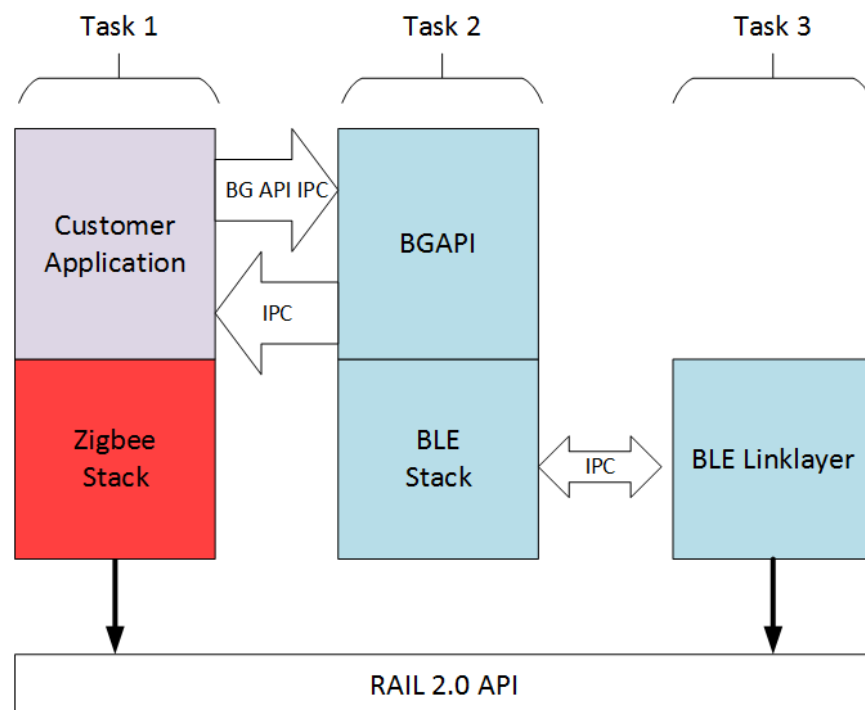 Task 1
Task 2
Task 3
Customer
Application
BG API IPC
IPC
BGAPI
Zigbee
Stack
BLE
Stack
IPC
BLE Linklayer
RAIL 2.0 API